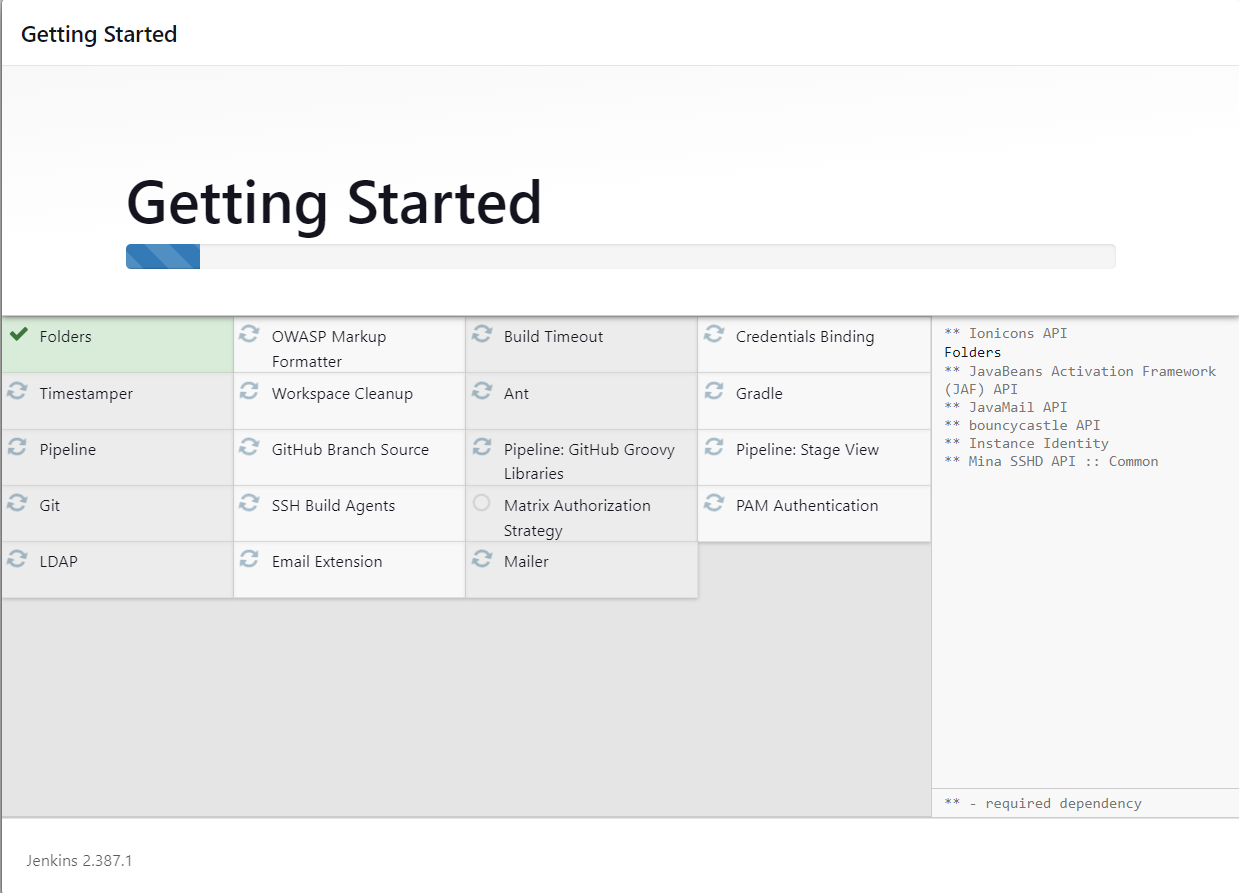 Getting Started
Getting Started
Folders
OWASP Markup
Formatter
Build Timeout
Credentials Binding
Timestamper
Workspace Cleanup
Ant
Gradle
Pipeline
GitHub Branch Source
Pipeline: GitHub Groovy
Libraries
Pipeline: Stage View
Git
SSH Build Agents
Matrix Authorization
Strategy
PAM Authentication
LDAP
Email Extension
Mailer
** Ionicons API
Folders
** JavaBeans Activation Framework
(JAF) API
** JavaMail API
** bouncycastle API
** Instance Identity
** Mina SSHD API :: Common
** - required dependency
Jenkins 2.387.1